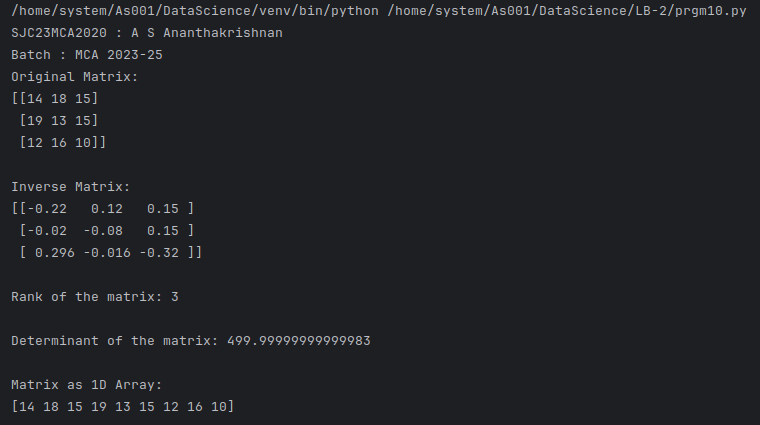 /home/system/As001/DataScience/venv/bin/python /home/system/As001/DataScience/LB-2/prgm10.py
SJC23MCA2020 : A S Ananthakrishnan
Batch : MCA 2023-25
Original Matrix:
[[14 18 15]
 [19 13 15]
 [12 16 10]]

Inverse Matrix:
[[-0.22   0.12   0.15 ]
 [-0.02  -0.08   0.15 ]
 [ 0.296 -0.016 -0.32 ]]

Rank of the matrix: 3

Determinant of the matrix: 499.99999999999983

Matrix as 1D Array:
[14 18 15 19 13 15 12 16 10]